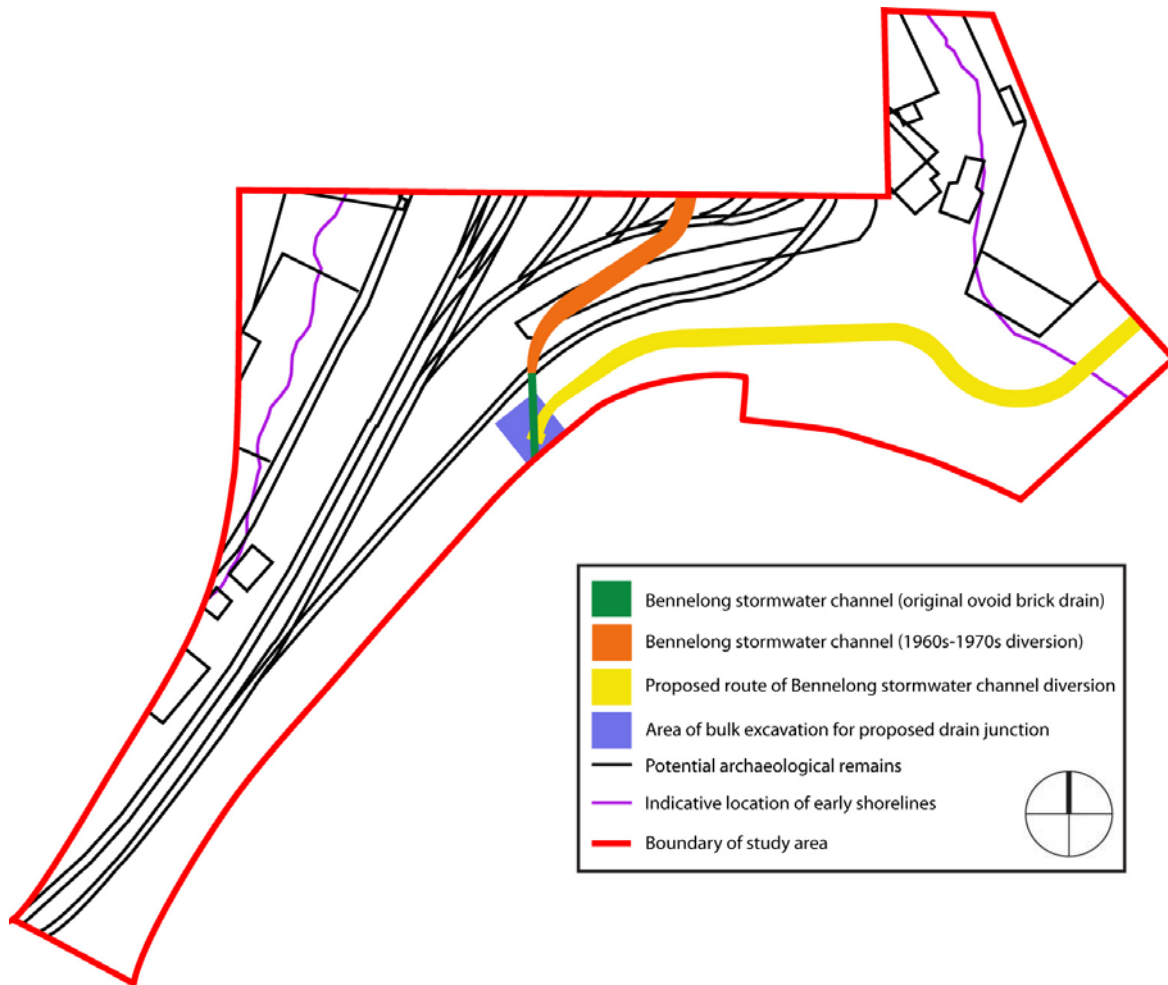 Bennelong stormwater channel (original ovoid brick drain)
Bennelong stormwater channel (1960s-1970s diversion)
Proposed route of Bennelong stormwater channel diversion
Area of bulk excavation for proposed drain junction
Potential archaeological remains
Indicative location of early shorelines
Boundary of study area